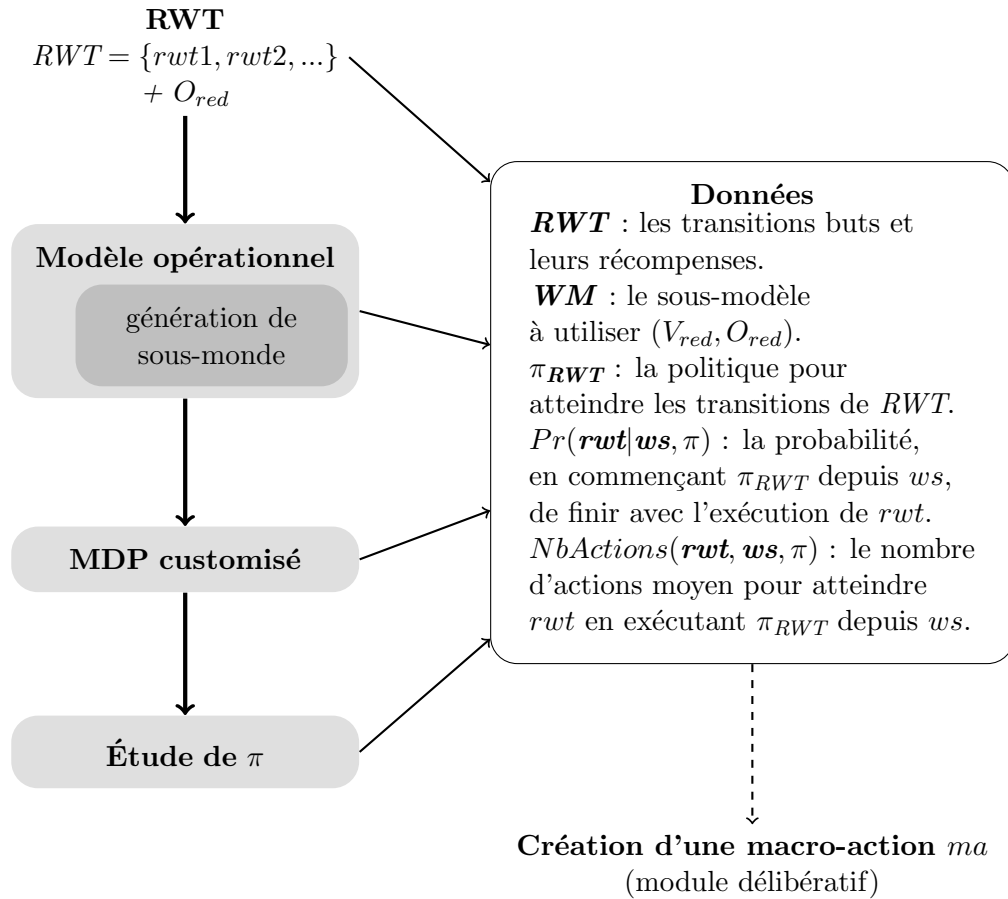 RWT
RWT = {rwt1, rwt2, ...}
+ O_red
Modèle opérationnel
génération de
sous-monde
MDP customisé
Étude de π
Données
RWT : les transitions buts et
leurs récompenses.
WM : le sous-modèle
à utiliser (V_red, O_red).
π_RWT : la politique pour
atteindre les transitions de RWT.
Pr(rwt|ws, π) : la probabilité,
en commençant π_RWT depuis ws,
de finir avec l'exécution de rwt.
NbActions(rwt, ws, π) : le nombre
d'actions moyen pour atteindre
rwt en exécutant π_RWT depuis ws.
Création d'une macro-action ma
(module délibératif)